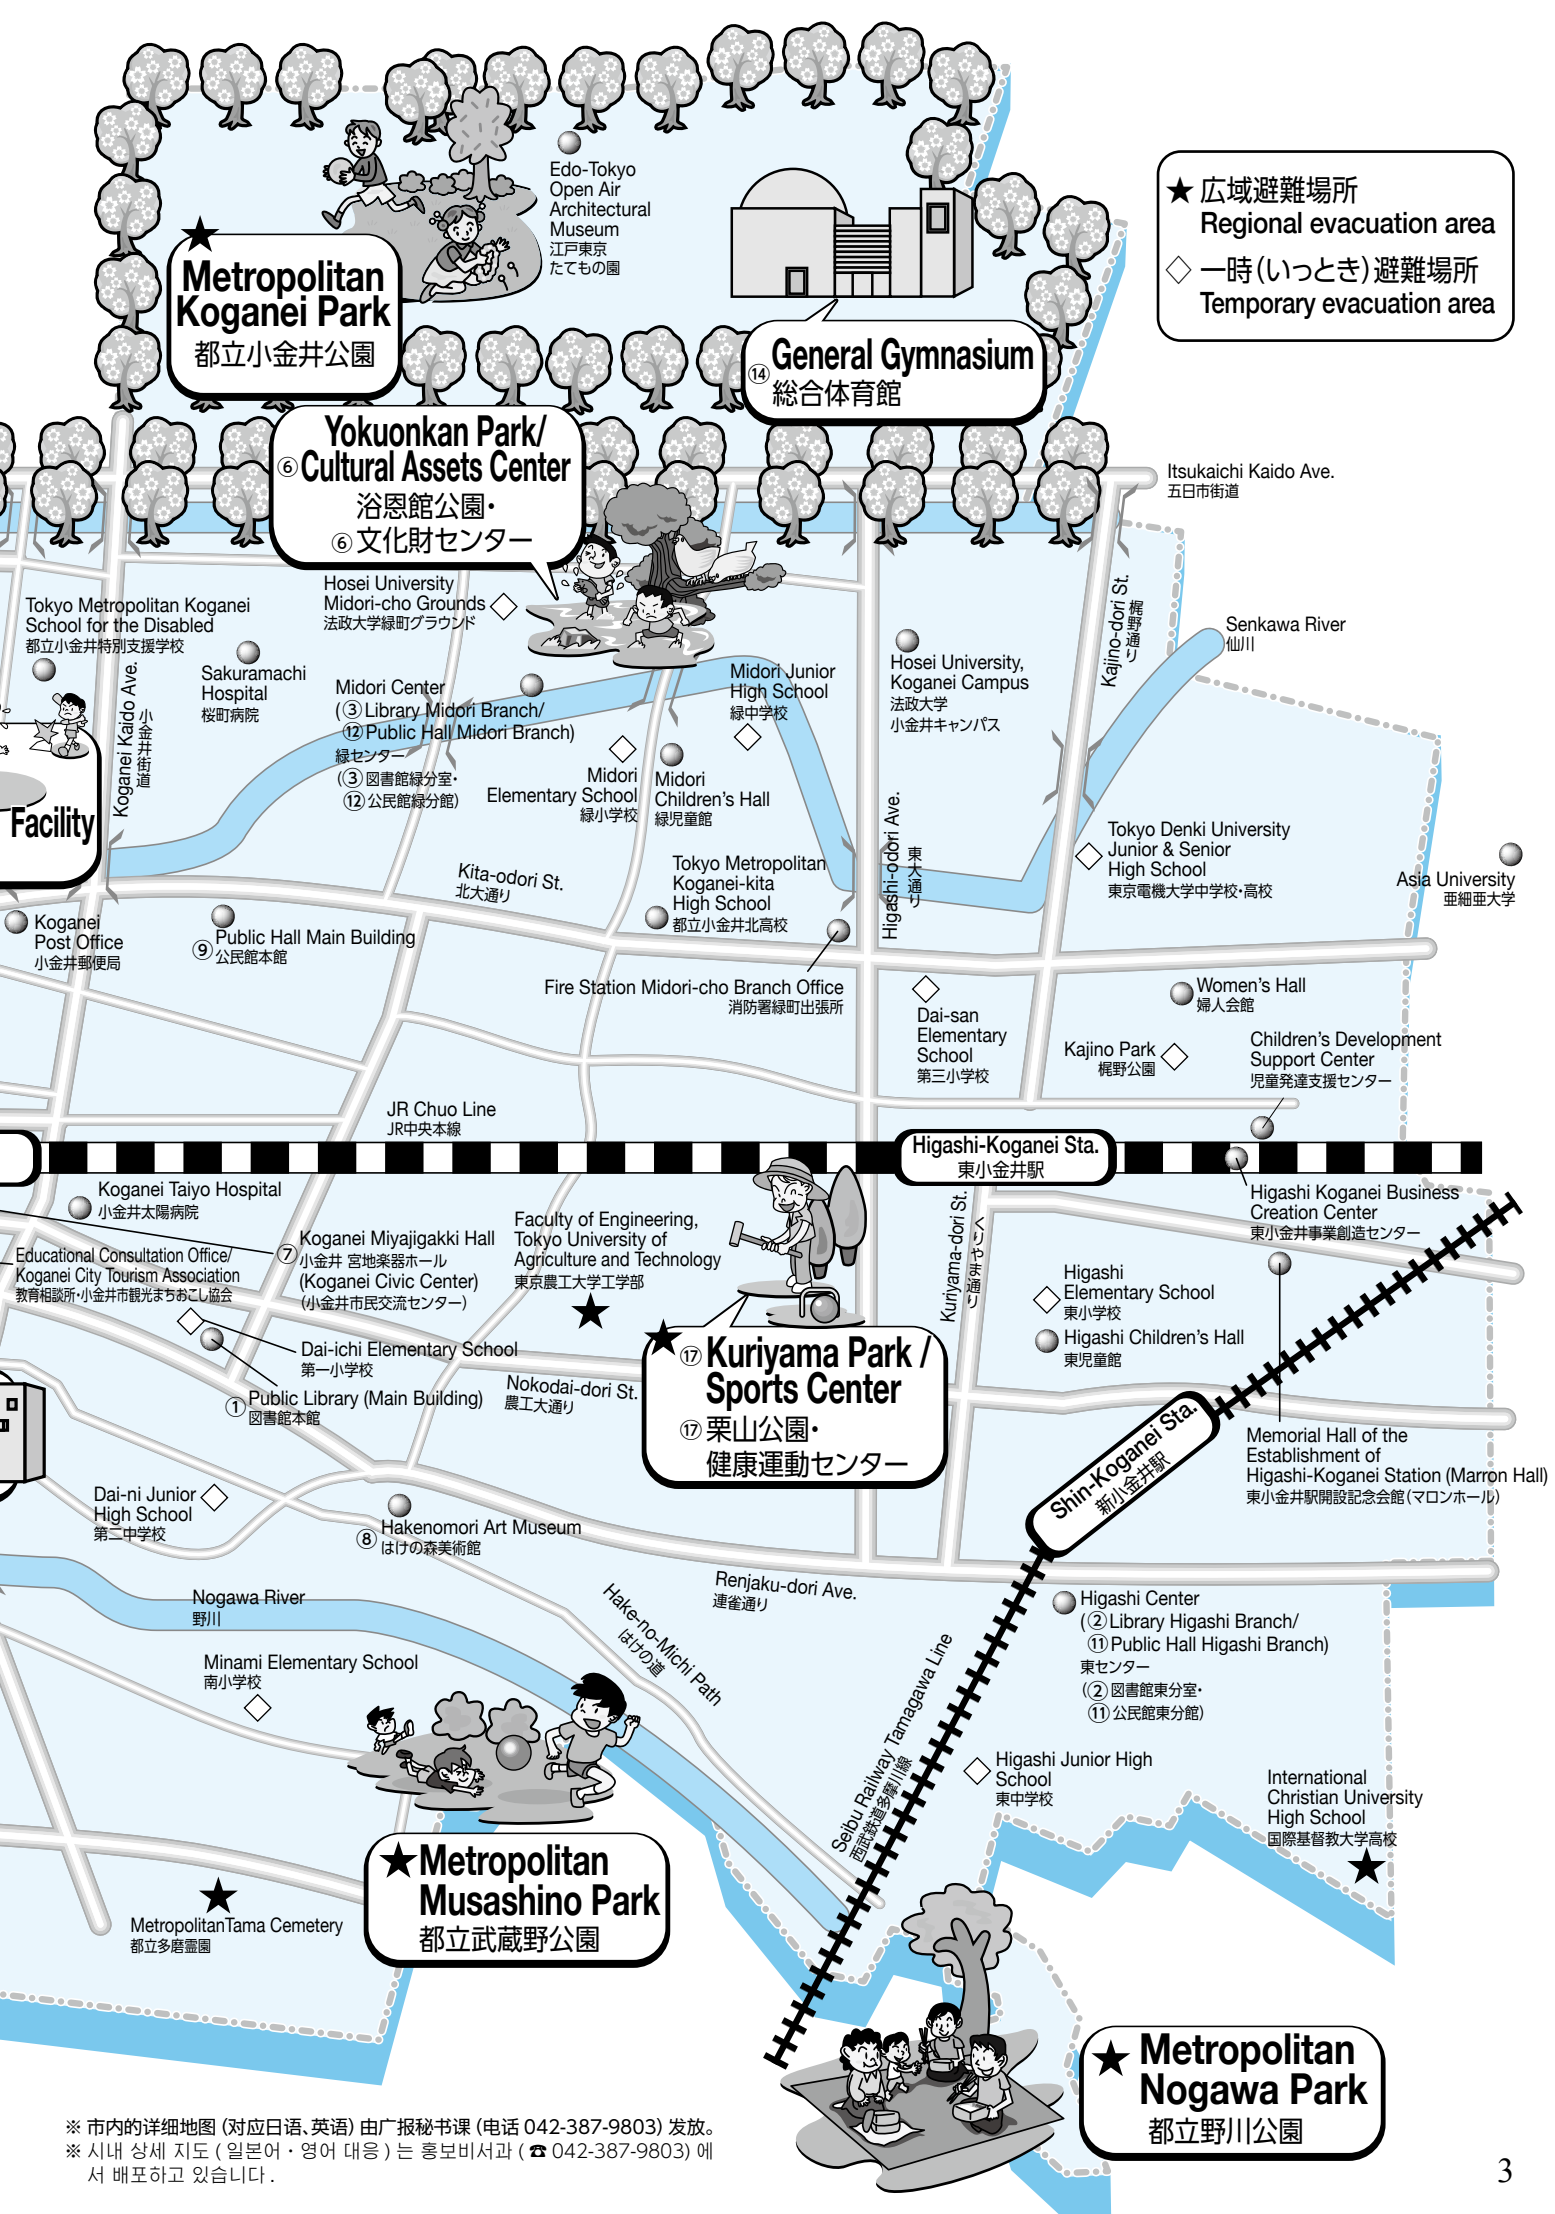 ★ 広域避難場所
Regional evacuation area
◇ 一時(いっとき)避難場所
Temporary evacuation area
Edo-Tokyo
Open Air
Architectural
Museum
江戸東京
たてもの園
★
Metropolitan
Koganei Park
都立小金井公園
⑭ General Gymnasium
総合体育館
Yokuonkan Park/
⑥ Cultural Assets Center
浴恩館公園・
⑥ 文化財センター
Itsukaichi Kaido Ave.
五日市街道
Hosei University
Midori-cho Grounds ◇
法政大学緑町グラウンド
Tokyo Metropolitan Koganei
School for the Disabled
都立小金井特別支援学校
Sakuramachi
Hospital
桜町病院
Koganei Kaido Ave.
小金井街道
Midori Center
(③ Library Midori Branch/
⑫ Public Hall Midori Branch)
緑センター
(③ 図書館緑分室・
⑫ 公民館緑分館)
Midori Junior
High School
緑中学校
Hosei University,
Koganei Campus
法政大学
小金井キャンパス
Kajino-dori St.
梶野通り
Senkawa River
仙川
Facility
Midori
Elementary School
緑小学校
Midori
Children's Hall
緑児童館
Higashi-odori Ave.
東大通り
Tokyo Denki University
Junior & Senior
High School
東京電機大学中学校・高校
Asia University
亜細亜大学
Kita-odori St.
北大通り
Tokyo Metropolitan
Koganei-kita
High School
都立小金井北高校
Koganei
Post Office
小金井郵便局
⑨ Public Hall Main Building
公民館本館
Fire Station Midori-cho Branch Office
消防署緑町出張所
Dai-san
Elementary
School
第三小学校
Women's Hall
婦人会館
Kajino Park ◇
梶野公園
Children's Development
Support Center
児童発達支援センター
JR Chuo Line
JR中央本線
Higashi-Koganei Sta.
東小金井駅
Koganei Taiyo Hospital
小金井太陽病院
Educational Consultation Office/
Koganei City Tourism Association
教育相談所・小金井市観光まちおこし協会
⑦ Koganei Miyajigakki Hall
小金井 宮地楽器ホール
(Koganei Civic Center)
(小金井市民交流センター)
Faculty of Engineering,
Tokyo University of
Agriculture and Technology
東京農工大学工学部
★
Kuriyama-dori St.
くりやま通り
Higashi Koganei Business
Creation Center
東小金井事業創造センター
Higashi
Elementary School
東小学校
Higashi Children's Hall
東児童館
Dai-ichi Elementary School
第一小学校
① Public Library (Main Building)
図書館本館
Nokodai-dori St.
農工大通り
★
⑰ Kuriyama Park /
Sports Center
⑰ 栗山公園・
健康運動センター
Shin-Koganei Sta.
新小金井駅
Memorial Hall of the
Establishment of
Higashi-Koganei Station (Marron Hall)
東小金井駅開設記念会館(マロンホール)
Dai-ni Junior
High School
第二中学校
⑧ Hakenomori Art Museum
はけの森美術館
Renjaku-dori Ave.
連雀通り
Hake-no-Michi Path
はけの道
Nogawa River
野川
Minami Elementary School
南小学校
Higashi Center
(② Library Higashi Branch/
⑪ Public Hall Higashi Branch)
東センター
(② 図書館東分室・
⑪ 公民館東分館)
Seibu Railway Tamagawa Line
西武鉄道多摩川線
Higashi Junior High
School
東中学校
International
Christian University
High School
国際基督教大学高校
★
★ Metropolitan
Musashino Park
都立武蔵野公園
★
MetropolitanTama Cemetery
都立多磨霊園
★ Metropolitan
Nogawa Park
都立野川公園
※ 市内的详细地图 (对应日语、英语) 由广报秘书课 (电话 042-387-9803) 发放。
※ 시내 상세 지도 ( 일본어・영어 대응 ) 는 홍보비서과 ( ☎ 042-387-9803) 에
서 배포하고 있습니다 .
3